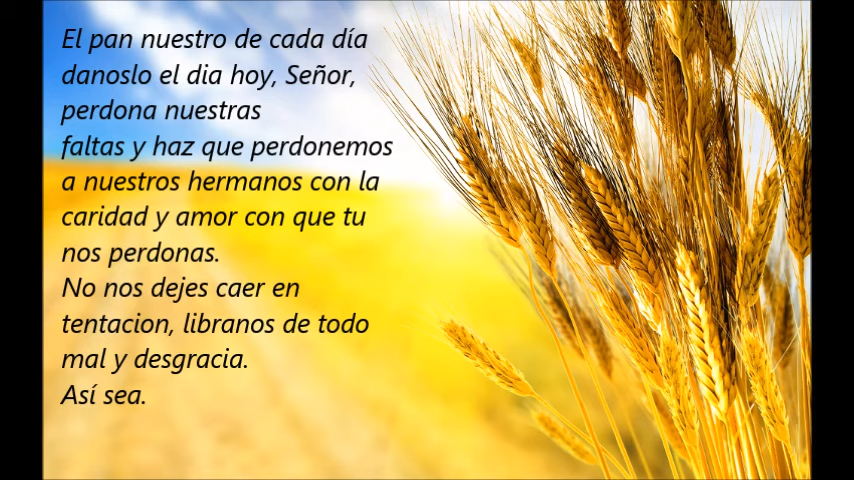 El pan nuestro de cada día
danoslo el dia hoy, Señor,
perdona nuestras
faltas y haz que perdonemos
a nuestros hermanos con la
caridad y amor con que tu
nos perdonas.
No nos dejes caer en
tentacion, libranos de todo
mal y desgracia.
Así sea.